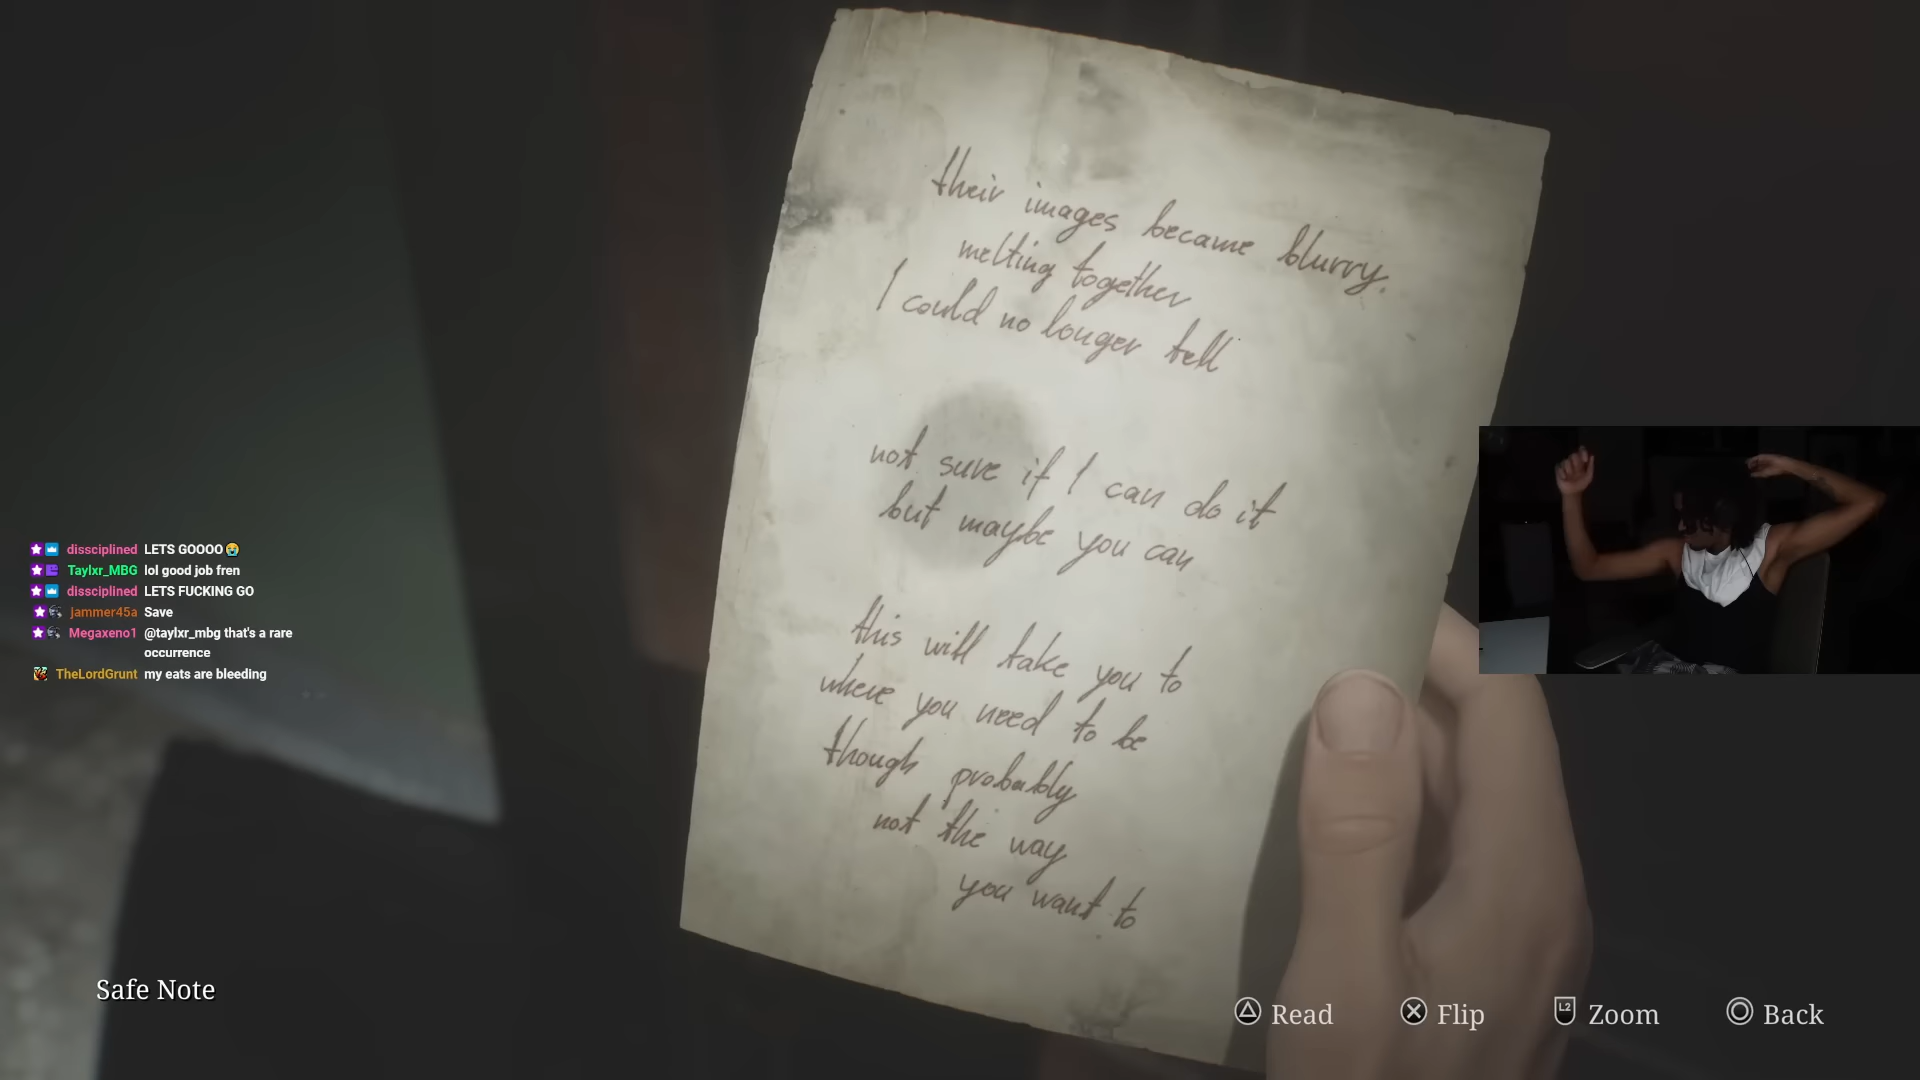 their images became blurry.
melting together
I could no longer tell
not sure if I can do it
but maybe you can
this will take you to
where you need to be
though probably
not the way
you want to
dissciplined LETS GOOOO😭
Taylxr_MBG lol good job fren
dissciplined LETS FUCKING GO
jammer45a Save
Megaxeno1 @taylxr_mbg that's a rare
occurrence
TheLordGrunt my eats are bleeding
Safe Note
Read Flip L2 Zoom Back